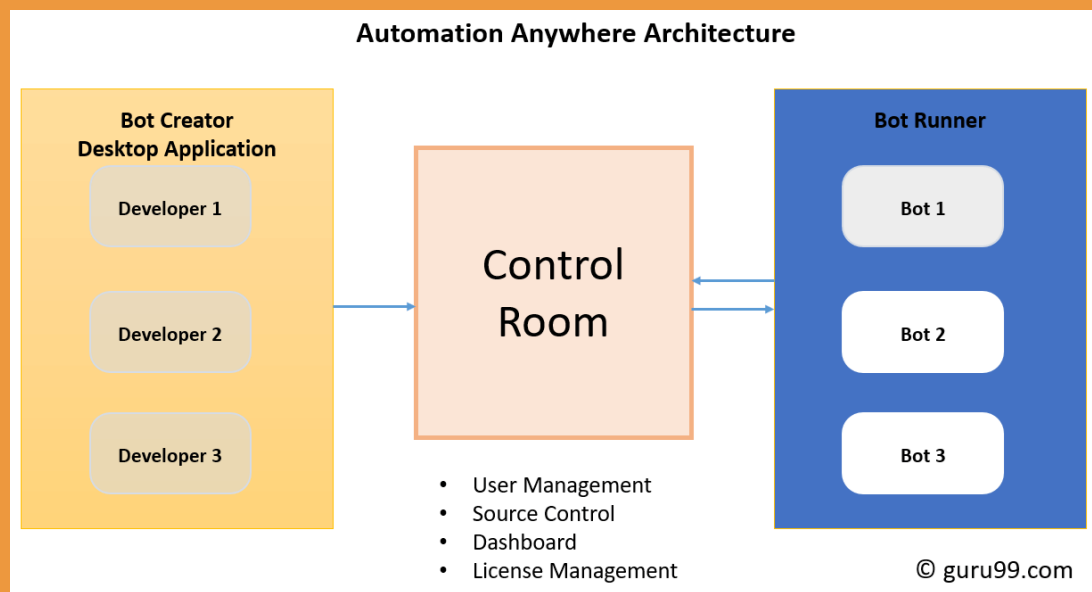 Automation Anywhere Architecture
Bot Creator
Desktop Application
Developer 1
Developer 2
Developer 3
Control
Room
• User Management
• Source Control
• Dashboard
• License Management
Bot Runner
Bot 1
Bot 2
Bot 3
© guru99.com